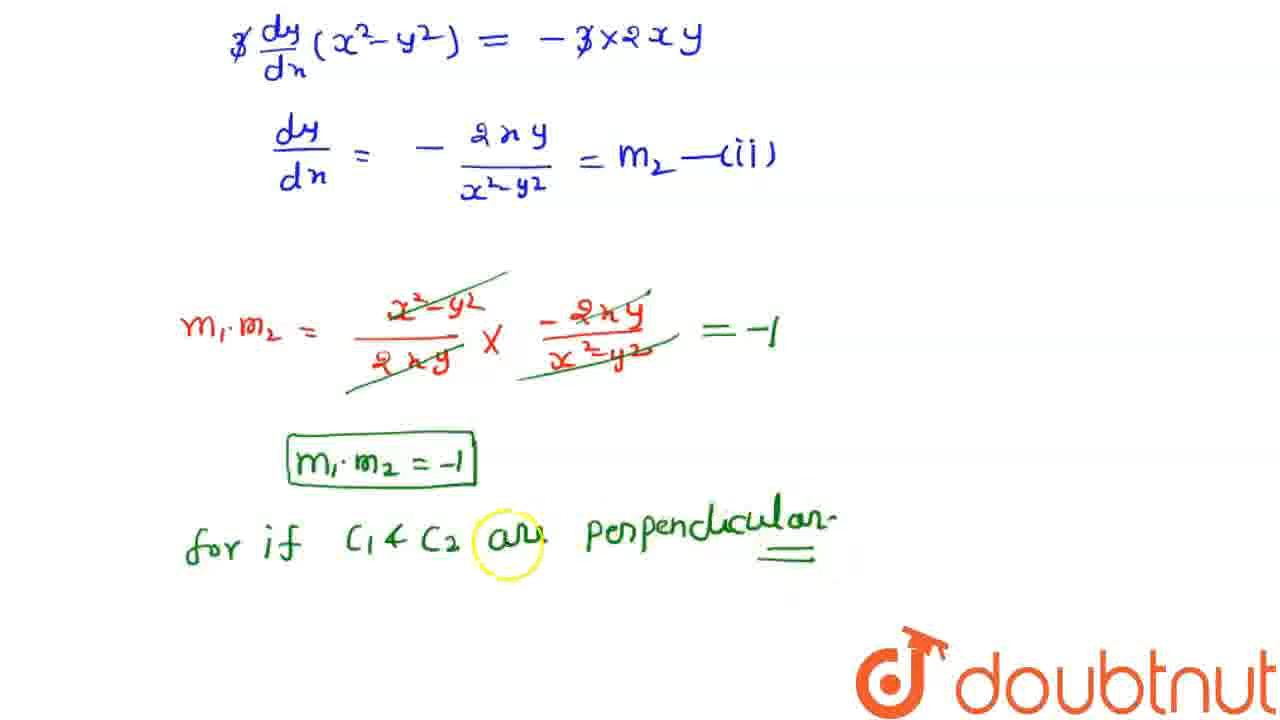 3 dy/dx (x²-y²) = -3×2xy
dy/dx = - 2xy/x²-y² = m₂ —(ii)
m₁·m₂ = x²-y²/2xy × -2xy/x²-y² = -1
m₁·m₂ = -1
for if C₁ & C₂ are perpendicular.
doubtnut